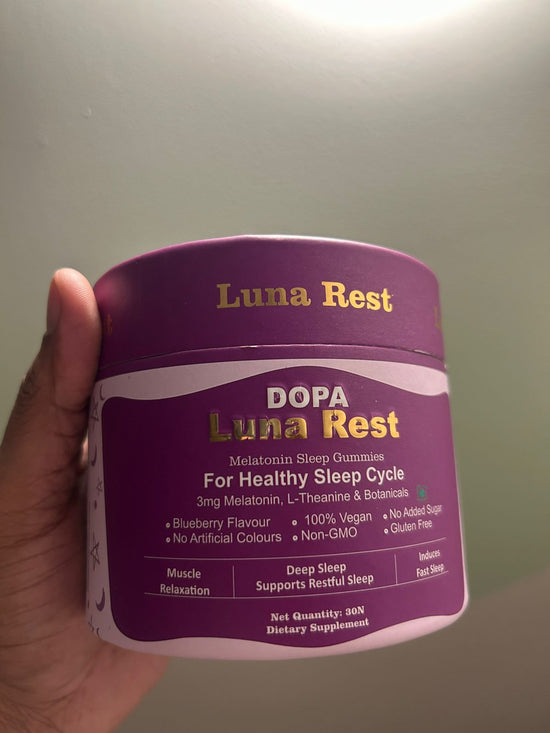 Luna Rest
DOPA
Luna Rest
Melatonin Sleep Gummies
For Healthy Sleep Cycle
3mg Melatonin, L-Theanine & Botanicals
Blueberry Flavour
100% Vegan
No Added Sugar
No Artificial Colours
Non-GMO
Gluten Free
Muscle
Relaxation
Deep Sleep
Supports Restful Sleep
Induces
Fast Sleep
Net Quantity: 30N
Dietary Supplement